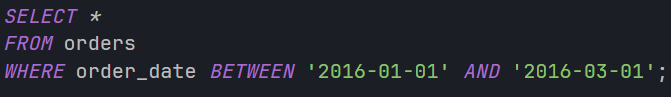 SELECT *
FROM orders
WHERE order_date BETWEEN '2016-01-01' AND '2016-03-01';